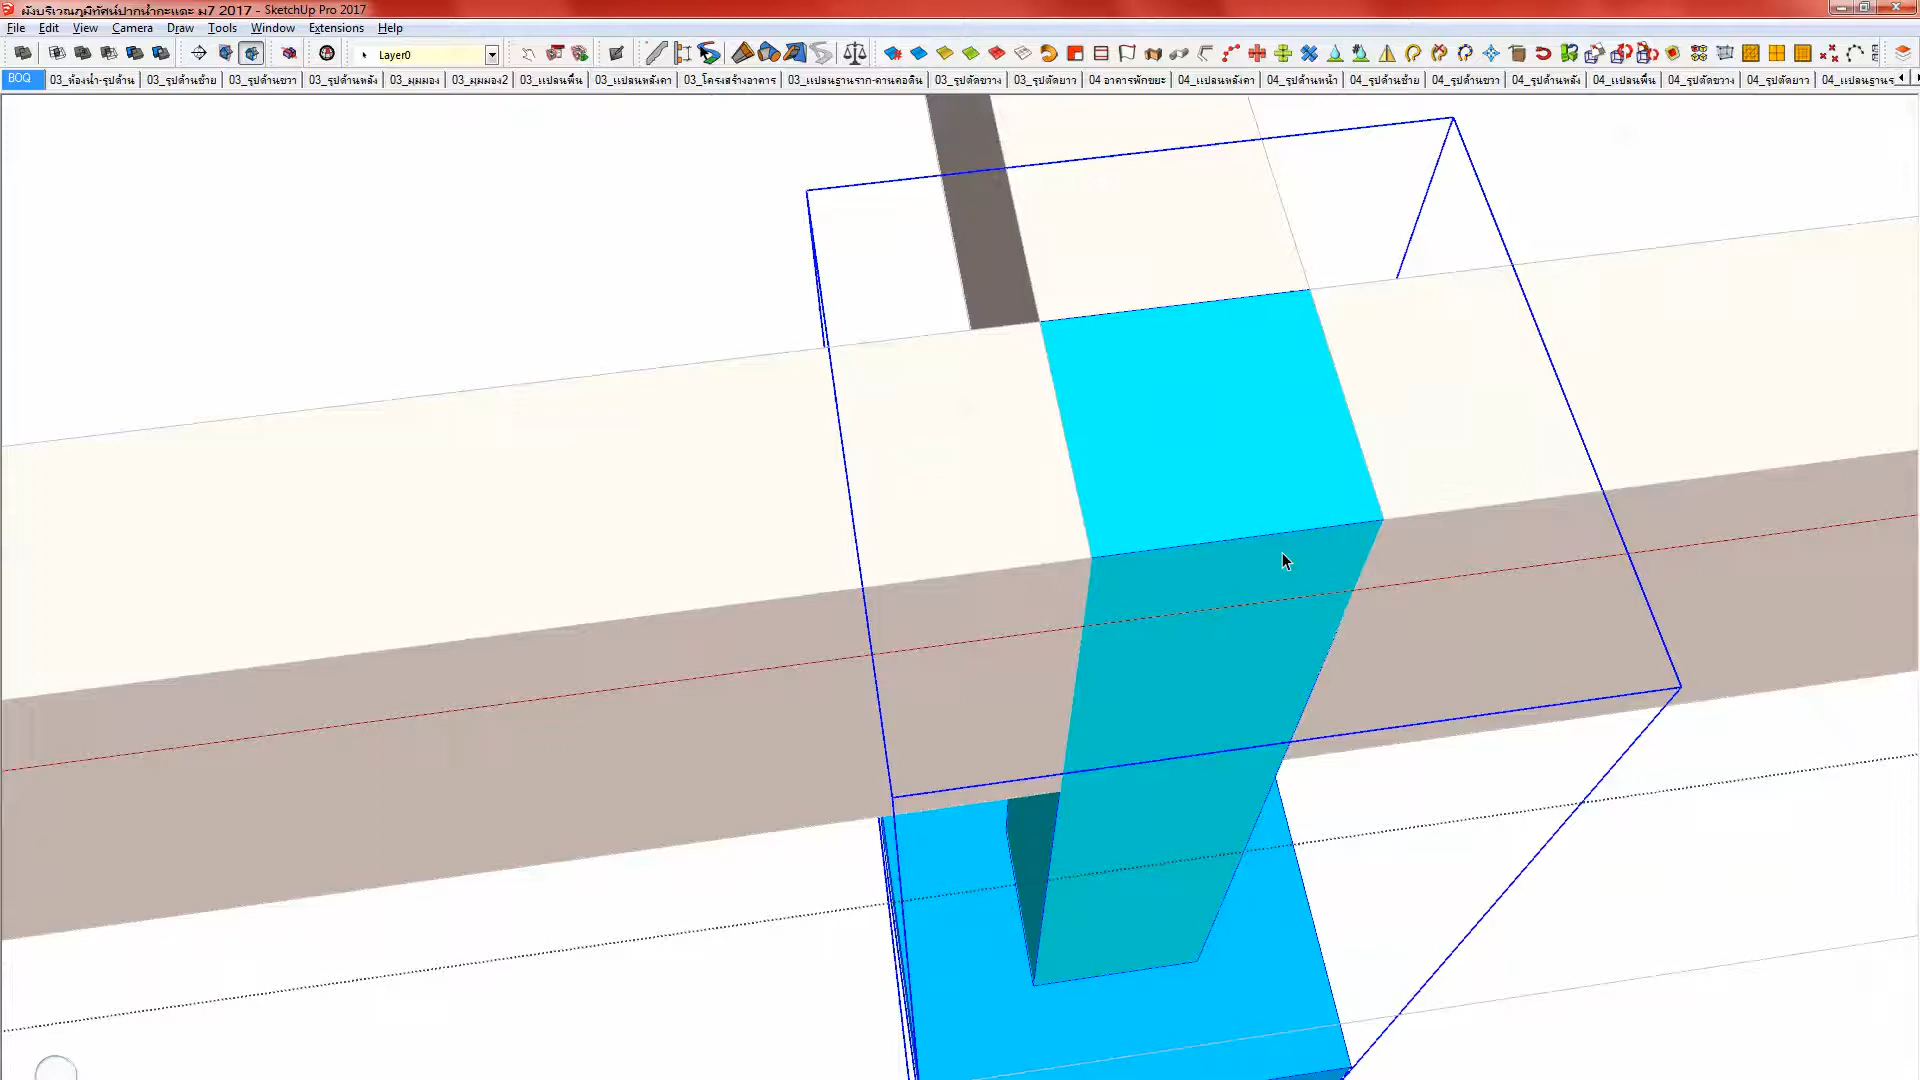 ผังบริเวณภูมิทัศน์ปากน้ำกะแดะ ม7 2017 - SketchUp Pro 2017
File Edit View Camera Draw Tools Window Extensions Help
Layer0
BOQ 03_ห้องน้ำ-รูปด้าน 03_รูปด้านซ้าย 03_รูปด้านขวา 03_รูปด้านหลัง 03_มุมมอง 03_มุมมอง2 03_แปลนพื้น 03_แปลนหลังคา 03_โครงสร้างอาคาร 03_แปลนฐานราก-คานคอดิน 03_รูปตัดขวาง 03_รูปตัดยาว 04 อาคารพักขยะ 04_แปลนหลังคา 04_รูปด้านหน้า 04_รูปด้านซ้าย 04_รูปด้านขวา 04_รูปด้านหลัง 04_แปลนพื้น 04_รูปตัดขวาง 04_รูปตัดยาว 04_แปลนฐานร